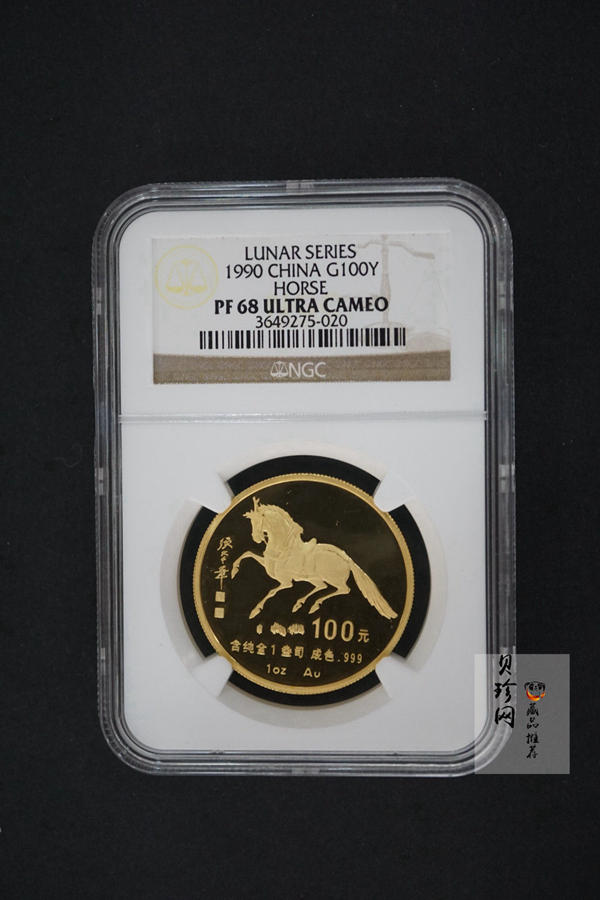 LUNAR SERIES
1990 CHINA G100Y
HORSE
PF 68 ULTRA CAMEO
3649275-020
NGC
100元
含纯金1盎司 成色.999
1oz Au
贝珍网
藏品推荐